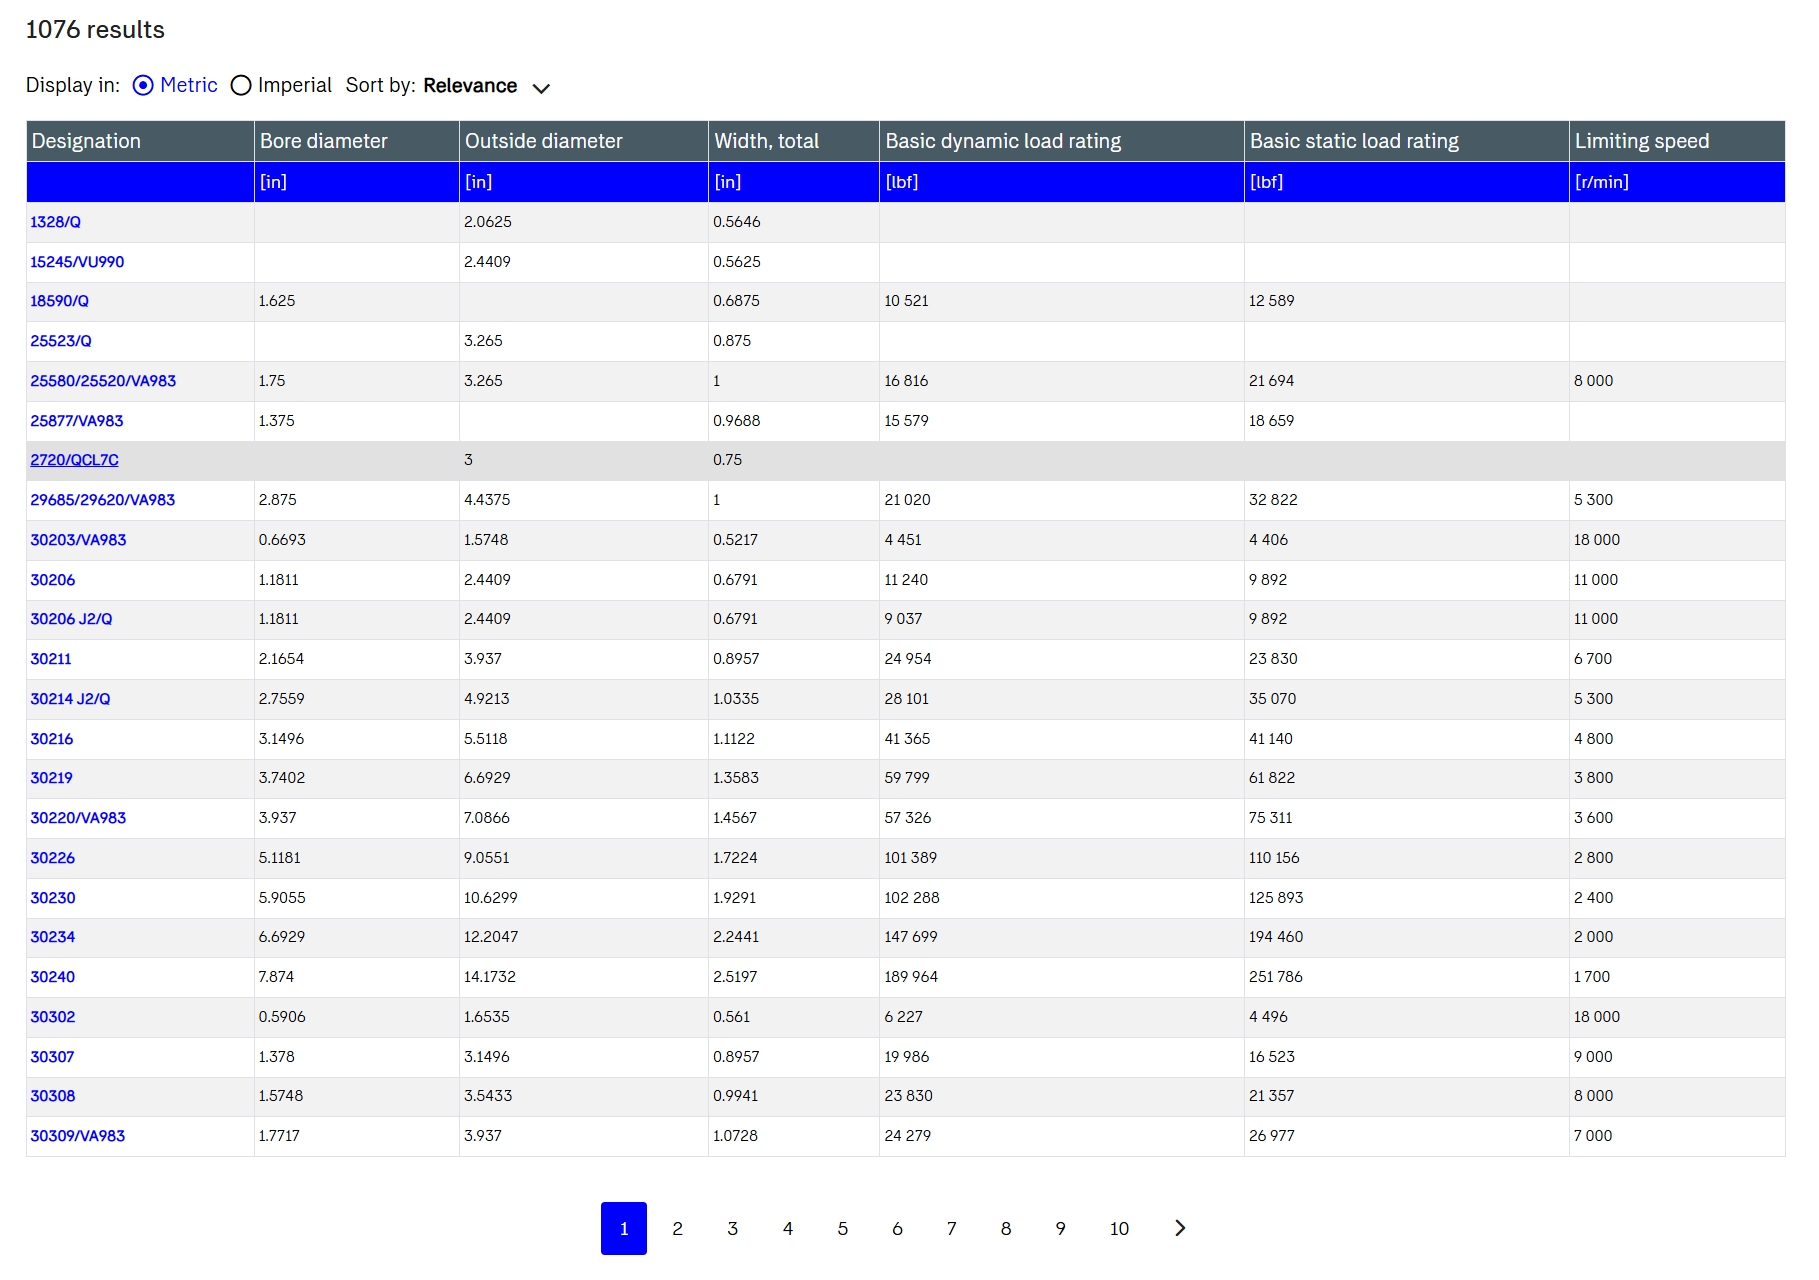 1076 results
Display in: Metric Imperial Sort by: Relevance
Designation Bore diameter Outside diameter Width, total Basic dynamic load rating Basic static load rating Limiting speed
[in] [in] [in] [lbf] [lbf] [r/min]
1328/Q 2.0625 0.5646
15245/VU990 2.4409 0.5625
18590/Q 1.625 0.6875 10 521 12 589
25523/Q 3.265 0.875
25580/25520/VA983 1.75 3.265 1 16 816 21 694 8 000
25877/VA983 1.375 0.9688 15 579 18 659
2720/QCL7C 3 0.75
29685/29620/VA983 2.875 4.4375 1 21 020 32 822 5 300
30203/VA983 0.6693 1.5748 0.5217 4 451 4 406 18 000
30206 1.1811 2.4409 0.6791 11 240 9 892 11 000
30206 J2/Q 1.1811 2.4409 0.6791 9 037 9 892 11 000
30211 2.1654 3.937 0.8957 24 954 23 830 6 700
30214 J2/Q 2.7559 4.9213 1.0335 28 101 35 070 5 300
30216 3.1496 5.5118 1.1122 41 365 41 140 4 800
30219 3.7402 6.6929 1.3583 59 799 61 822 3 800
30220/VA983 3.937 7.0866 1.4567 57 326 75 311 3 600
30226 5.1181 9.0551 1.7224 101 389 110 156 2 800
30230 5.9055 10.6299 1.9291 102 288 125 893 2 400
30234 6.6929 12.2047 2.2441 147 699 194 460 2 000
30240 7.874 14.1732 2.5197 189 964 251 786 1 700
30302 0.5906 1.6535 0.561 6 227 4 496 18 000
30307 1.378 3.1496 0.8957 19 986 16 523 9 000
30308 1.5748 3.5433 0.9941 23 830 21 357 8 000
30309/VA983 1.7717 3.937 1.0728 24 279 26 977 7 000
1 2 3 4 5 6 7 8 9 10